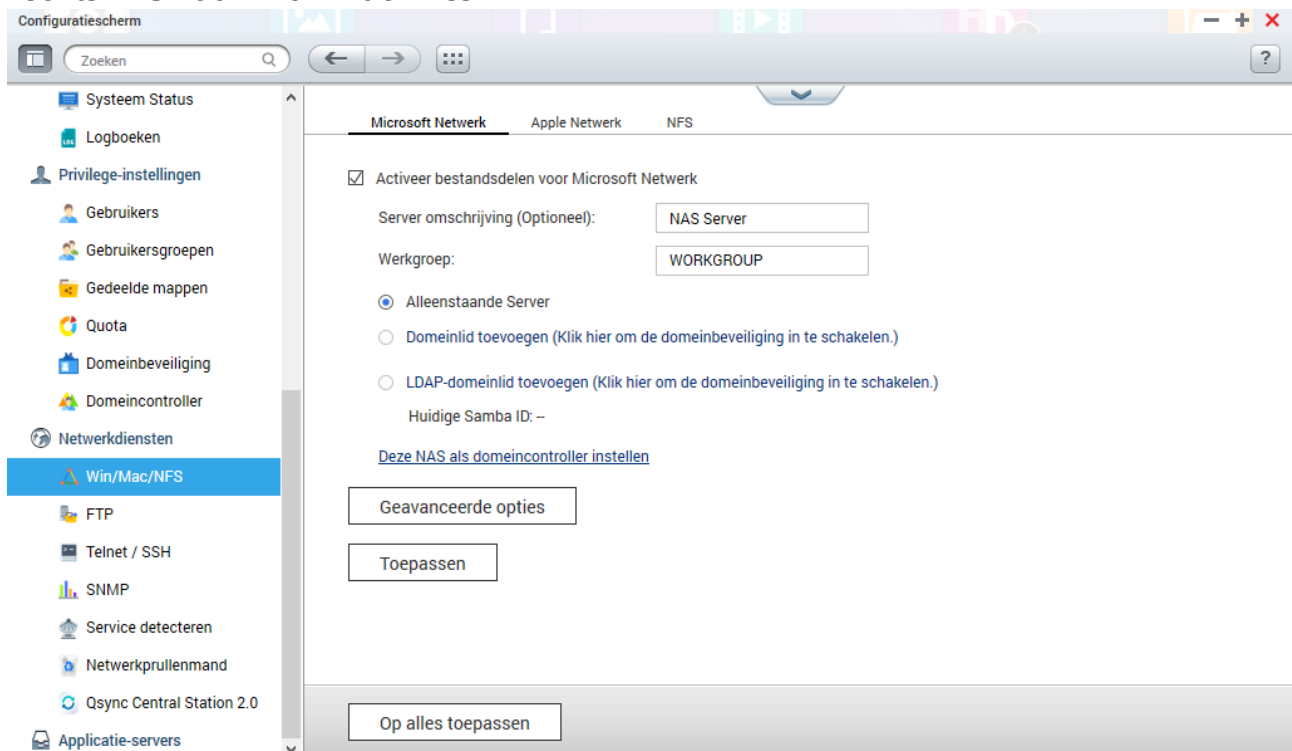 Configuratiescherm
Zoeken
?
Systeem Status
Logboeken
Privilege-instellingen
Gebruikers
Gebruikersgroepen
Gedeelde mappen
Quota
Domeinbeveiliging
Domeincontroller
Netwerkdiensten
Win/Mac/NFS
FTP
Telnet / SSH
SNMP
Service detecteren
Netwerkprullenmand
Qsync Central Station 2.0
Applicatie-servers
Microsoft Netwerk Apple Netwerk NFS
Activeer bestandsdelen voor Microsoft Netwerk
Server omschrijving (Optioneel): NAS Server
Werkgroep: WORKGROUP
Alleenstaande Server
Domeinlid toevoegen (Klik hier om de domeinbeveiliging in te schakelen.)
LDAP-domeinlid toevoegen (Klik hier om de domeinbeveiliging in te schakelen.)
Huidige Samba ID: --
Deze NAS als domeincontroller instellen
Geavanceerde opties
Toepassen
Op alles toepassen